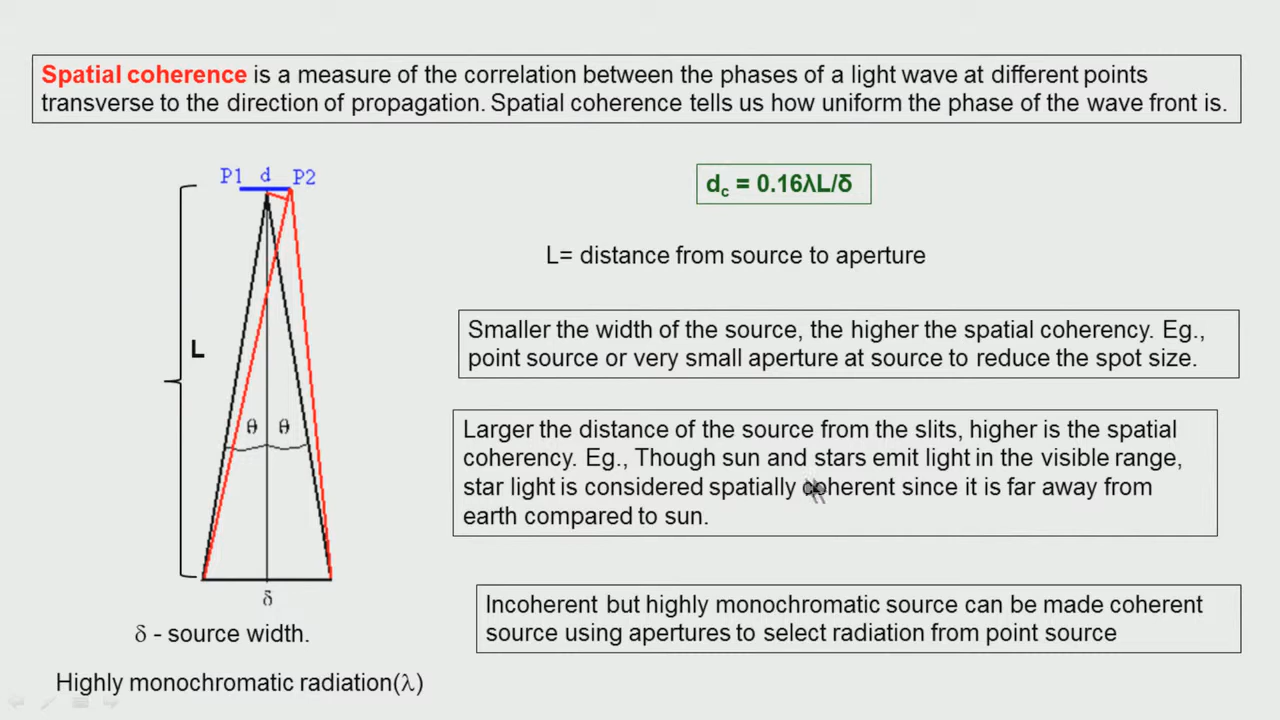 Spatial coherence is a measure of the correlation between the phases of a light wave at different points
transverse to the direction of propagation. Spatial coherence tells us how uniform the phase of the wave front is.
P1 d P2
dc = 0.16λL/δ
L= distance from source to aperture
Smaller the width of the source, the higher the spatial coherency. Eg.,
point source or very small aperture at source to reduce the spot size.
L
Larger the distance of the source from the slits, higher is the spatial
coherency. Eg., Though sun and stars emit light in the visible range,
star light is considered spatially coherent since it is far away from
earth compared to sun.
θ θ
δ
δ - source width.
Incoherent but highly monochromatic source can be made coherent
source using apertures to select radiation from point source
Highly monochromatic radiation(λ)